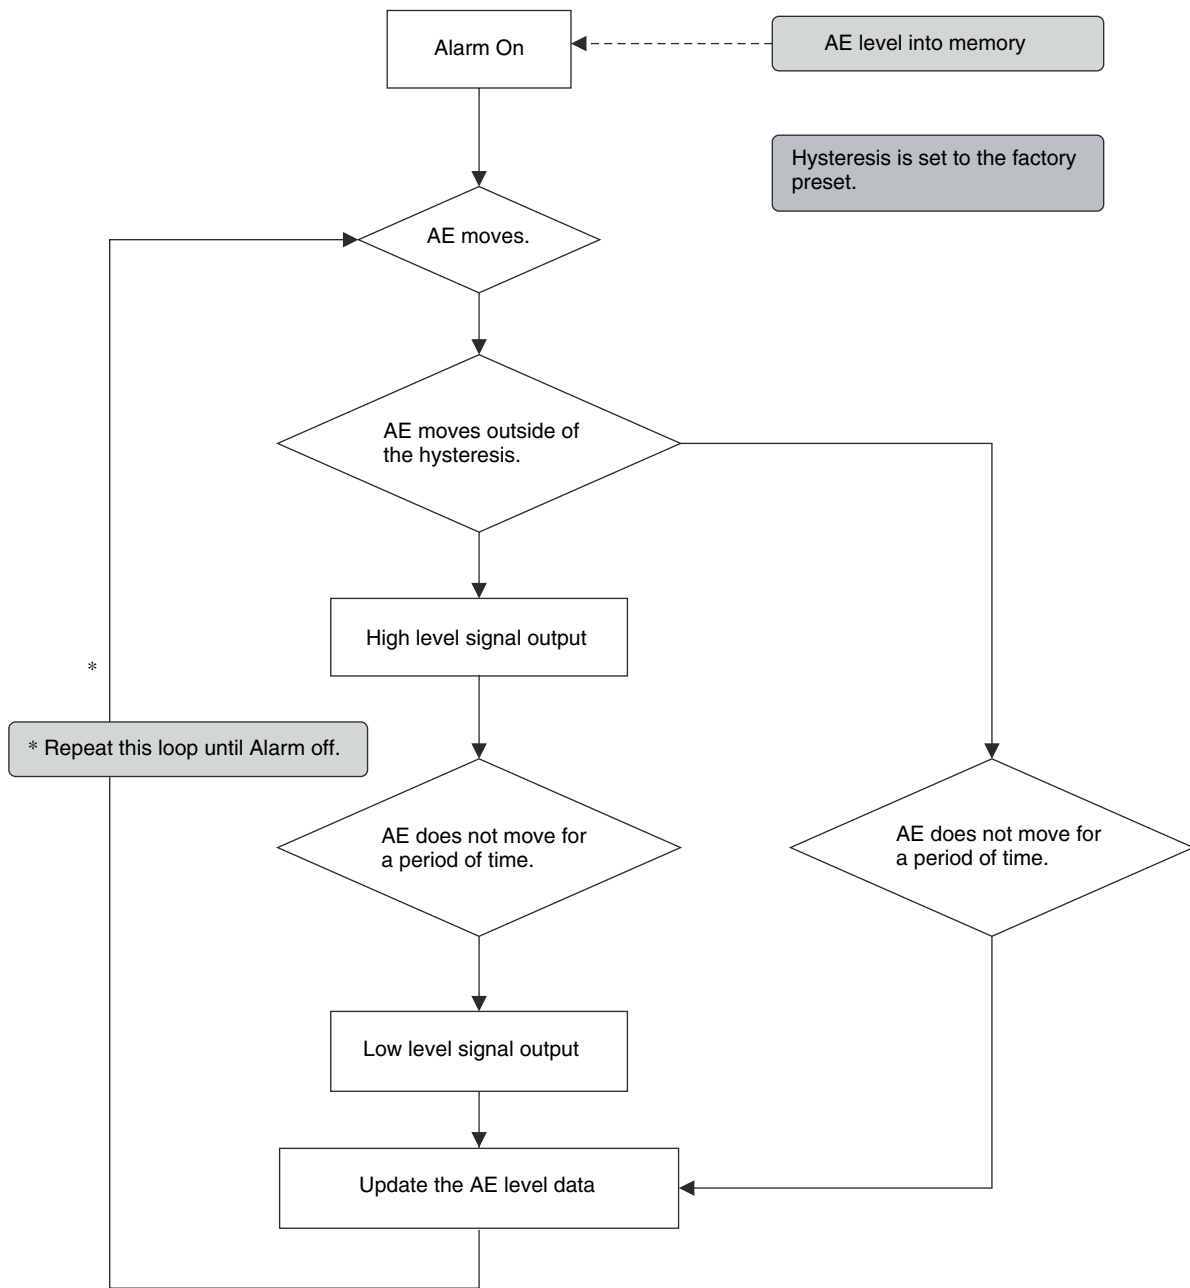 Alarm On
AE level into memory
Hysteresis is set to the factory
preset.
AE moves.
AE moves outside of
the hysteresis.
High level signal output
*
* Repeat this loop until Alarm off.
AE does not move for
a period of time.
AE does not move for
a period of time.
Low level signal output
Update the AE level data